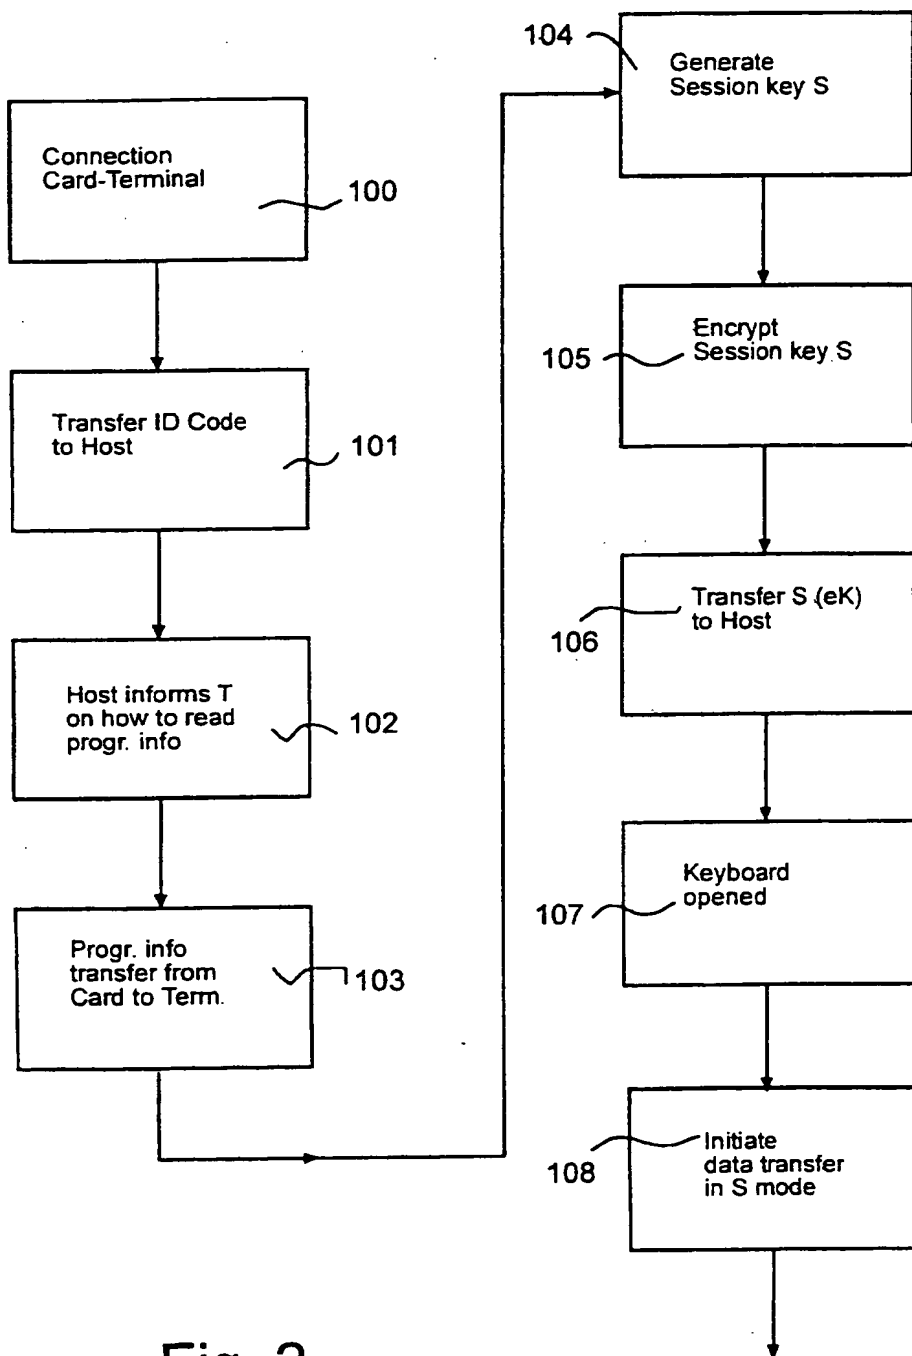 Connection
Card-Terminal
100
Transfer ID Code
to Host
101
Host informs T
on how to read
progr. info
102
Progr. info
transfer from
Card to Term.
103
104
Generate
Session key S
Encrypt
Session key S
105
Transfer S (eK)
to Host
106
Keyboard
opened
107
Initiate
data transfer
in S mode
108